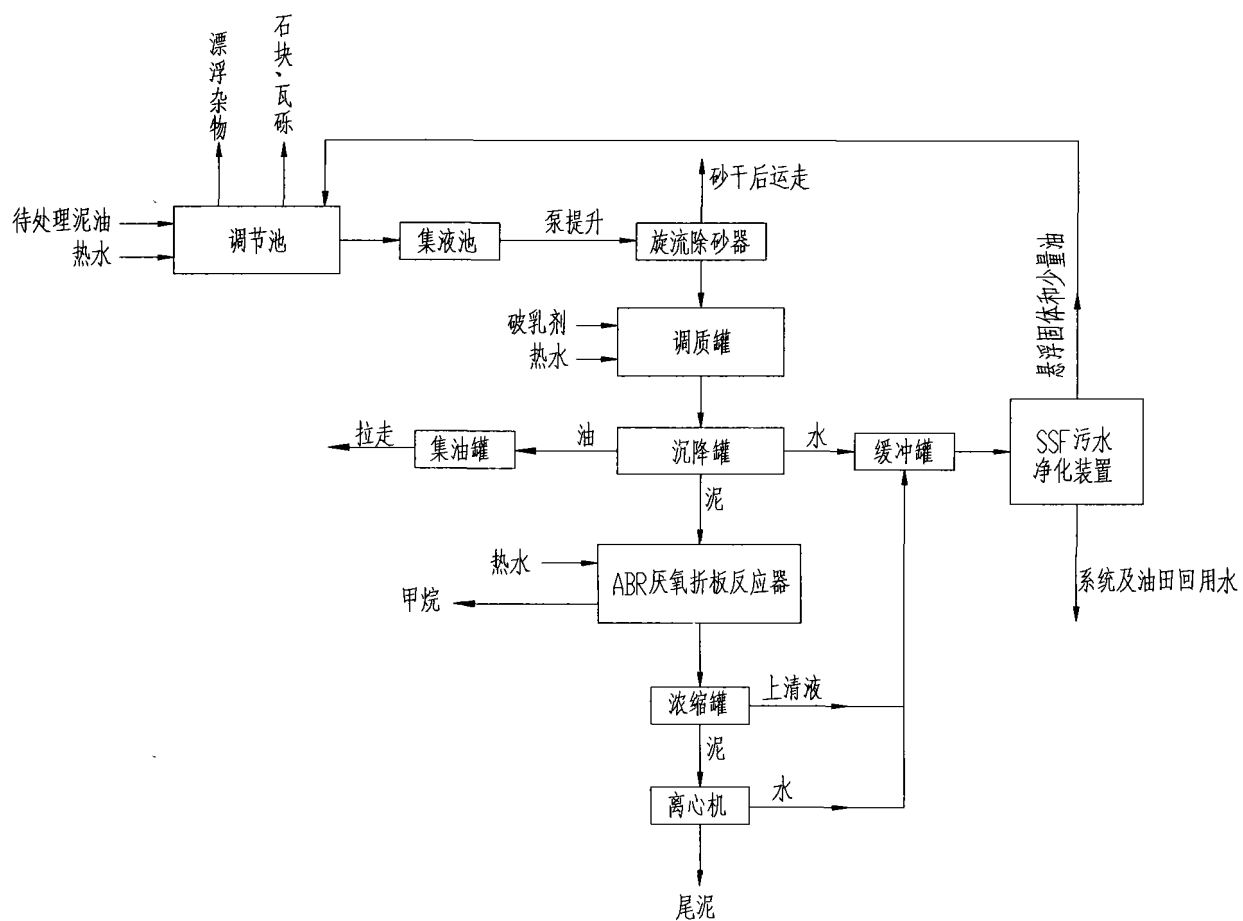 漂浮杂物
石块、瓦砾
砂干后运走
待处理泥油
热水
调节池
集液池
泵提升
旋流除砂器
悬浮固体和少量油
破乳剂
热水
调质罐
拉走
集油罐
油
沉降罐
水
缓冲罐
SSF污水
净化装置
泥
热水
甲烷
ABR厌氧折板反应器
系统及油田回用水
浓缩罐
上清液
泥
离心机
水
尾泥